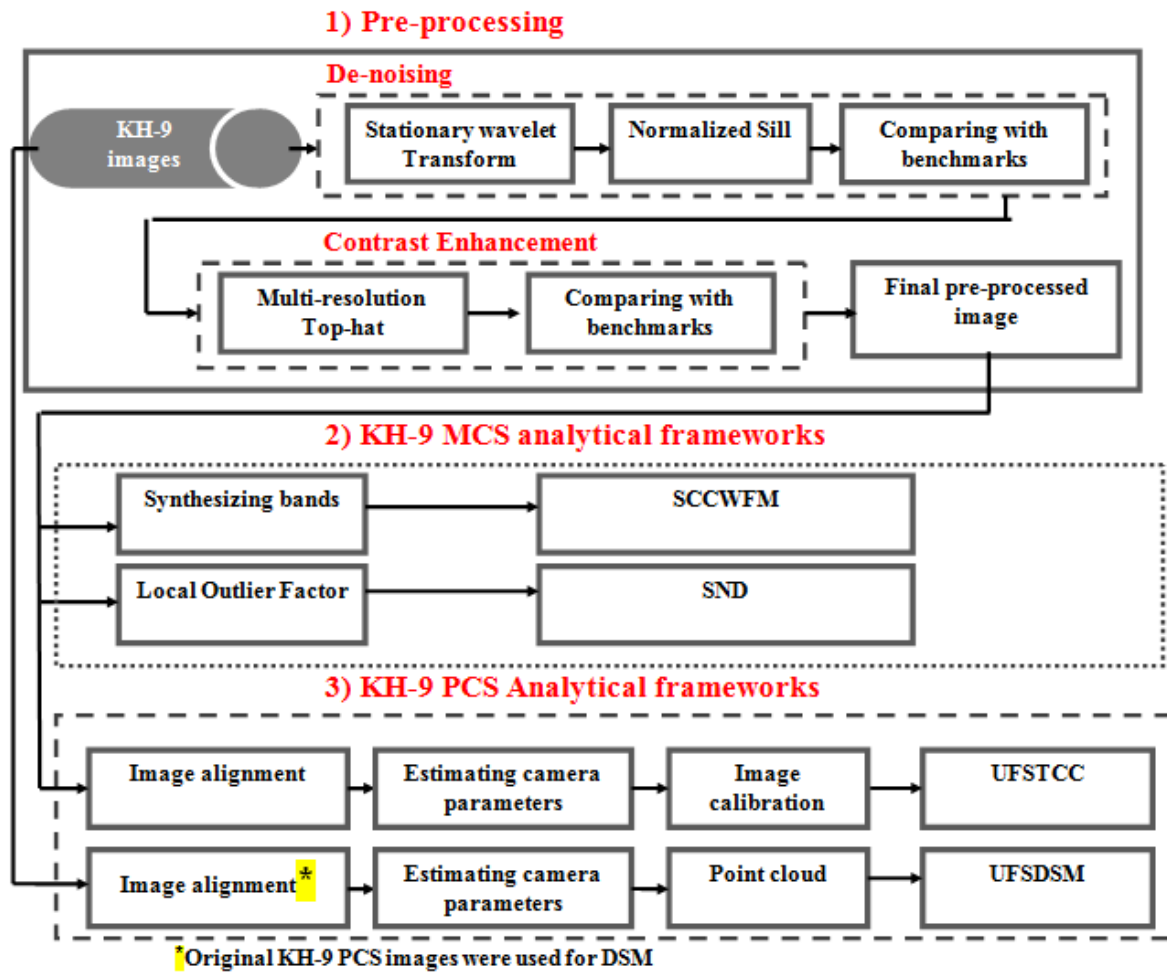 1) Pre-processing
De-noising
KH-9
images
Stationary wavelet
Transform
Normalized Sill
Comparing with
benchmarks
Contrast Enhancement
Multi-resolution
Top-hat
Comparing with
benchmarks
Final pre-processed
image
2) KH-9 MCS analytical frameworks
Synthesizing bands
SCCWFM
Local Outlier Factor
SND
3) KH-9 PCS Analytical frameworks
Image alignment
Estimating camera
parameters
Image
calibration
UFSTCC
Image alignment*
Estimating camera
parameters
Point cloud
UFSDSM
*Original KH-9 PCS images were used for DSM